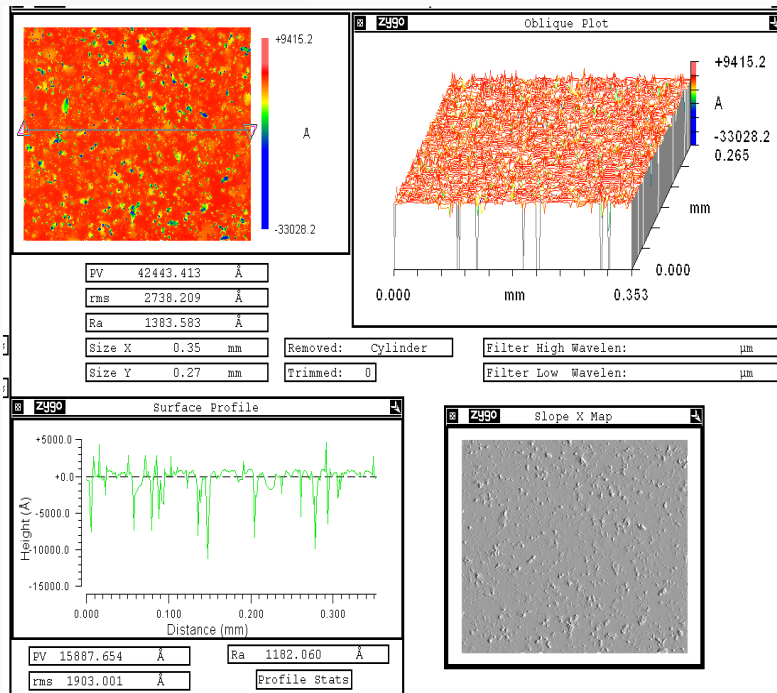 +9415.2
Å
-33028.2
zygo Oblique Plot
+9415.2
Å
-33028.2
0.265
mm
0.000
0.000 mm 0.353
PV 42443.413 Å
rms 2738.209 Å
Ra 1383.583 Å
Size X 0.35 mm
Size Y 0.27 mm
Removed: Cylinder
Trimmed: 0
Filter High Wavelen: µm
Filter Low Wavelen: µm
zygo Surface Profile
+5000.0
+0.0
-5000.0
-10000.0
-15000.0
Height (Å)
0.000 0.100 0.200 0.300
Distance (mm)
PV 15887.654 Å
rms 1903.001 Å
Ra 1182.060 Å
Profile Stats
zygo Slope X Map